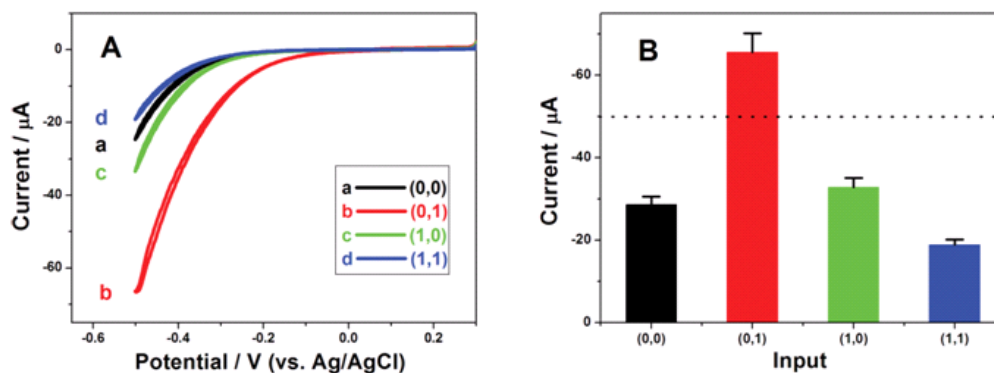 A
0
-20
-40
-60
Current / μA
-0.6
-0.4
-0.2
0.0
0.2
Potential / V (vs. Ag/AgCl)
d
a
c
b
a (0,0)
b (0,1)
c (1,0)
d (1,1)
B
-60
-40
-20
0
Current / μA
(0,0)
(0,1)
(1,0)
(1,1)
Input